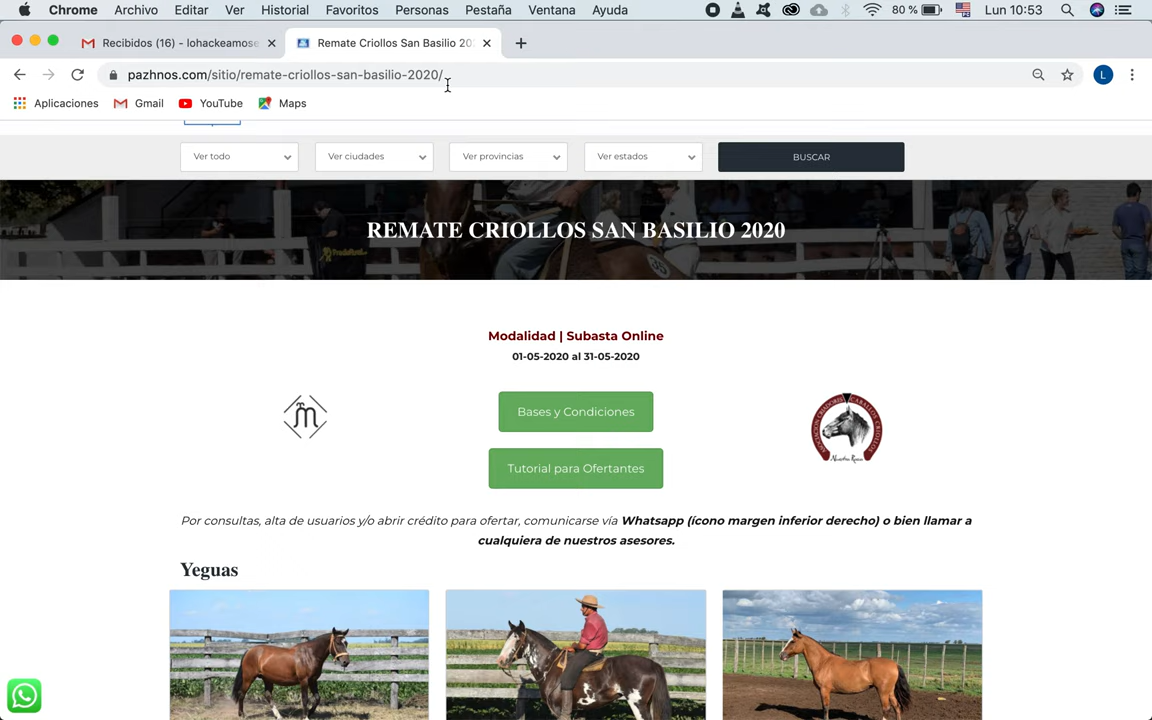 Chrome Archivo Editar Ver Historial Favoritos Personas Pestaña Ventana Ayuda 80 % Lun 10:53
Recibidos (16) - lohackeamose
Remate Criollos San Basilio 20
pazhnos.com/sitio/remate-criollos-san-basilio-2020/
L
Aplicaciones Gmail YouTube Maps
Ver todo Ver ciudades Ver provincias Ver estados BUSCAR
REMATE CRIOLLOS SAN BASILIO 2020
Modalidad | Subasta Online
01-05-2020 al 31-05-2020
Bases y Condiciones
Tutorial para Ofertantes
Por consultas, alta de usuarios y/o abrir crédito para ofertar, comunicarse vía Whatsapp (ícono margen inferior derecho) o bien llamar a
cualquiera de nuestros asesores.
Yeguas